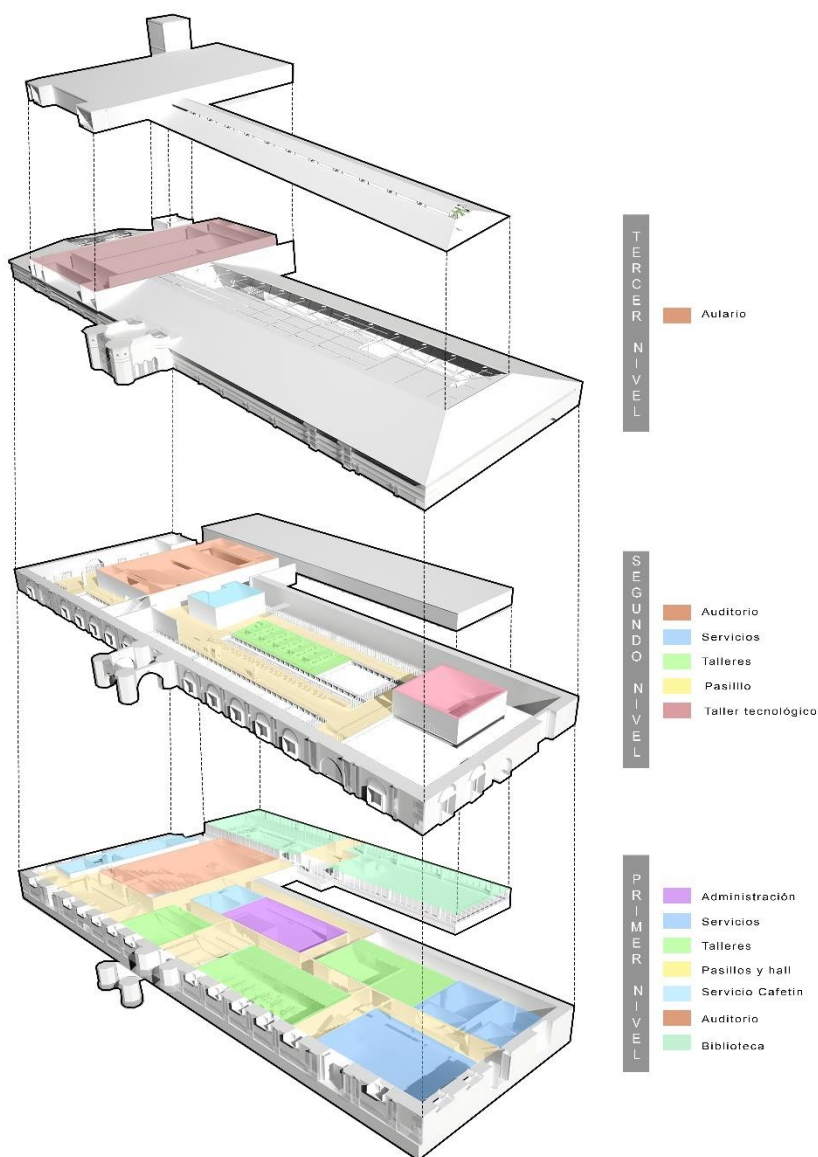 TERCER NIVEL
Aulario
SEGUNDO NIVEL
Auditorio
Servicios
Talleres
Pasilllo
Taller tecnológico
PRIMER NIVEL
Administración
Servicios
Talleres
Pasillos y hall
Servicio Cafetin
Auditorio
Biblioteca